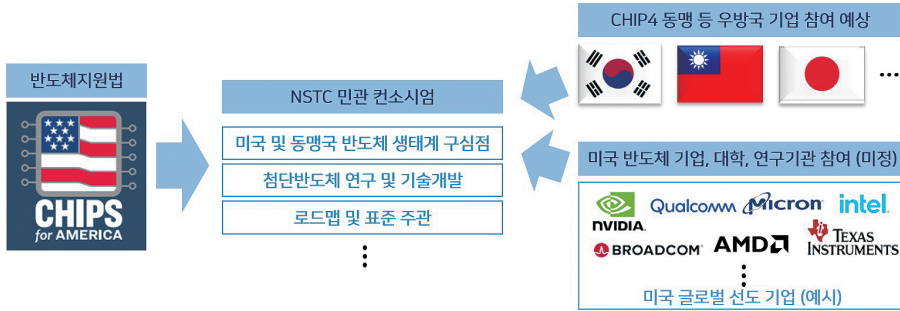 반도체지원법
CHIPS
for AMERICA
NSTC 민관 컨소시엄
미국 및 동맹국 반도체 생태계 구심점
첨단반도체 연구 및 기술개발
로드맵 및 표준 주관
CHIP4 동맹 등 우방국 기업 참여 예상
...
미국 반도체 기업, 대학, 연구기관 참여 (미정)
NVIDIA.
Qualcomm
Micron
intel.
BROADCOM
AMD
TEXAS
INSTRUMENTS
미국 글로벌 선도 기업 (예시)